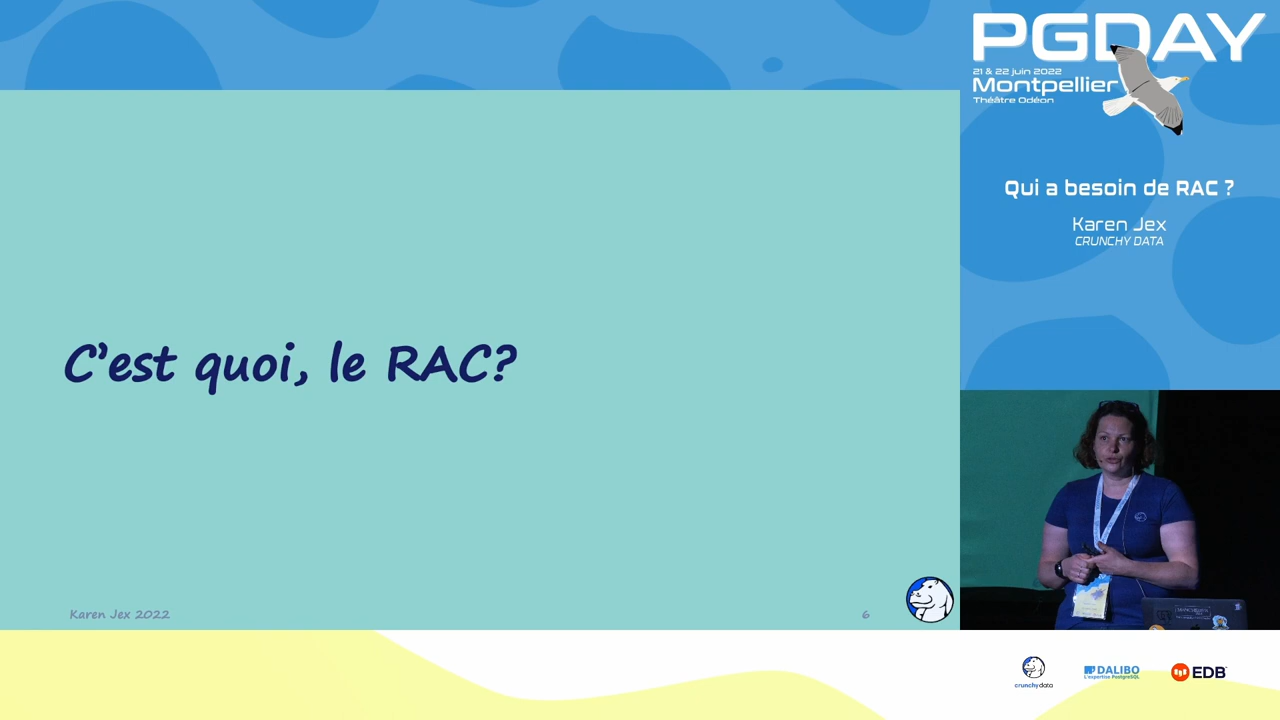 PGDAY
21 & 22 juin 2022
Montpellier
Théâtre Odéon
Qui a besoin de RAC ?
Karen Jex
CRUNCHY DATA
C'est quoi, le RAC?
Karen Jex 2022
6
crunchydata
DALIBO
L'expertise PostgreSQL
EDB